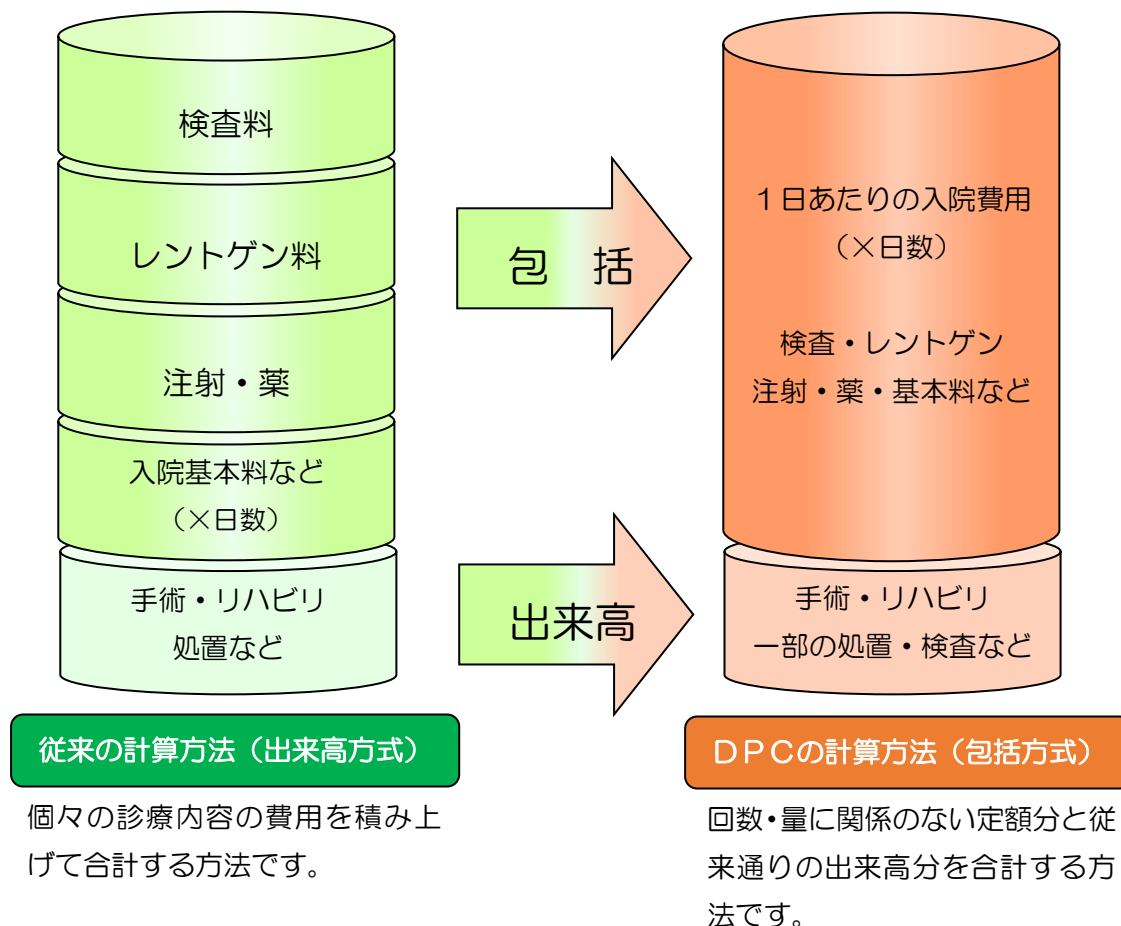 検査料
レントゲン料
注射・薬
入院基本料など
（×日数）
手術・リハビリ
処置など
包　括
出来高
１日あたりの入院費用
（×日数）
検査・レントゲン
注射・薬・基本料など
手術・リハビリ
一部の処置・検査など
従来の計算方法（出来高方式）
個々の診療内容の費用を積み上
げて合計する方法です。
ＤＰＣの計算方法（包括方式）
回数・量に関係のない定額分と従
来通りの出来高分を合計する方
法です。